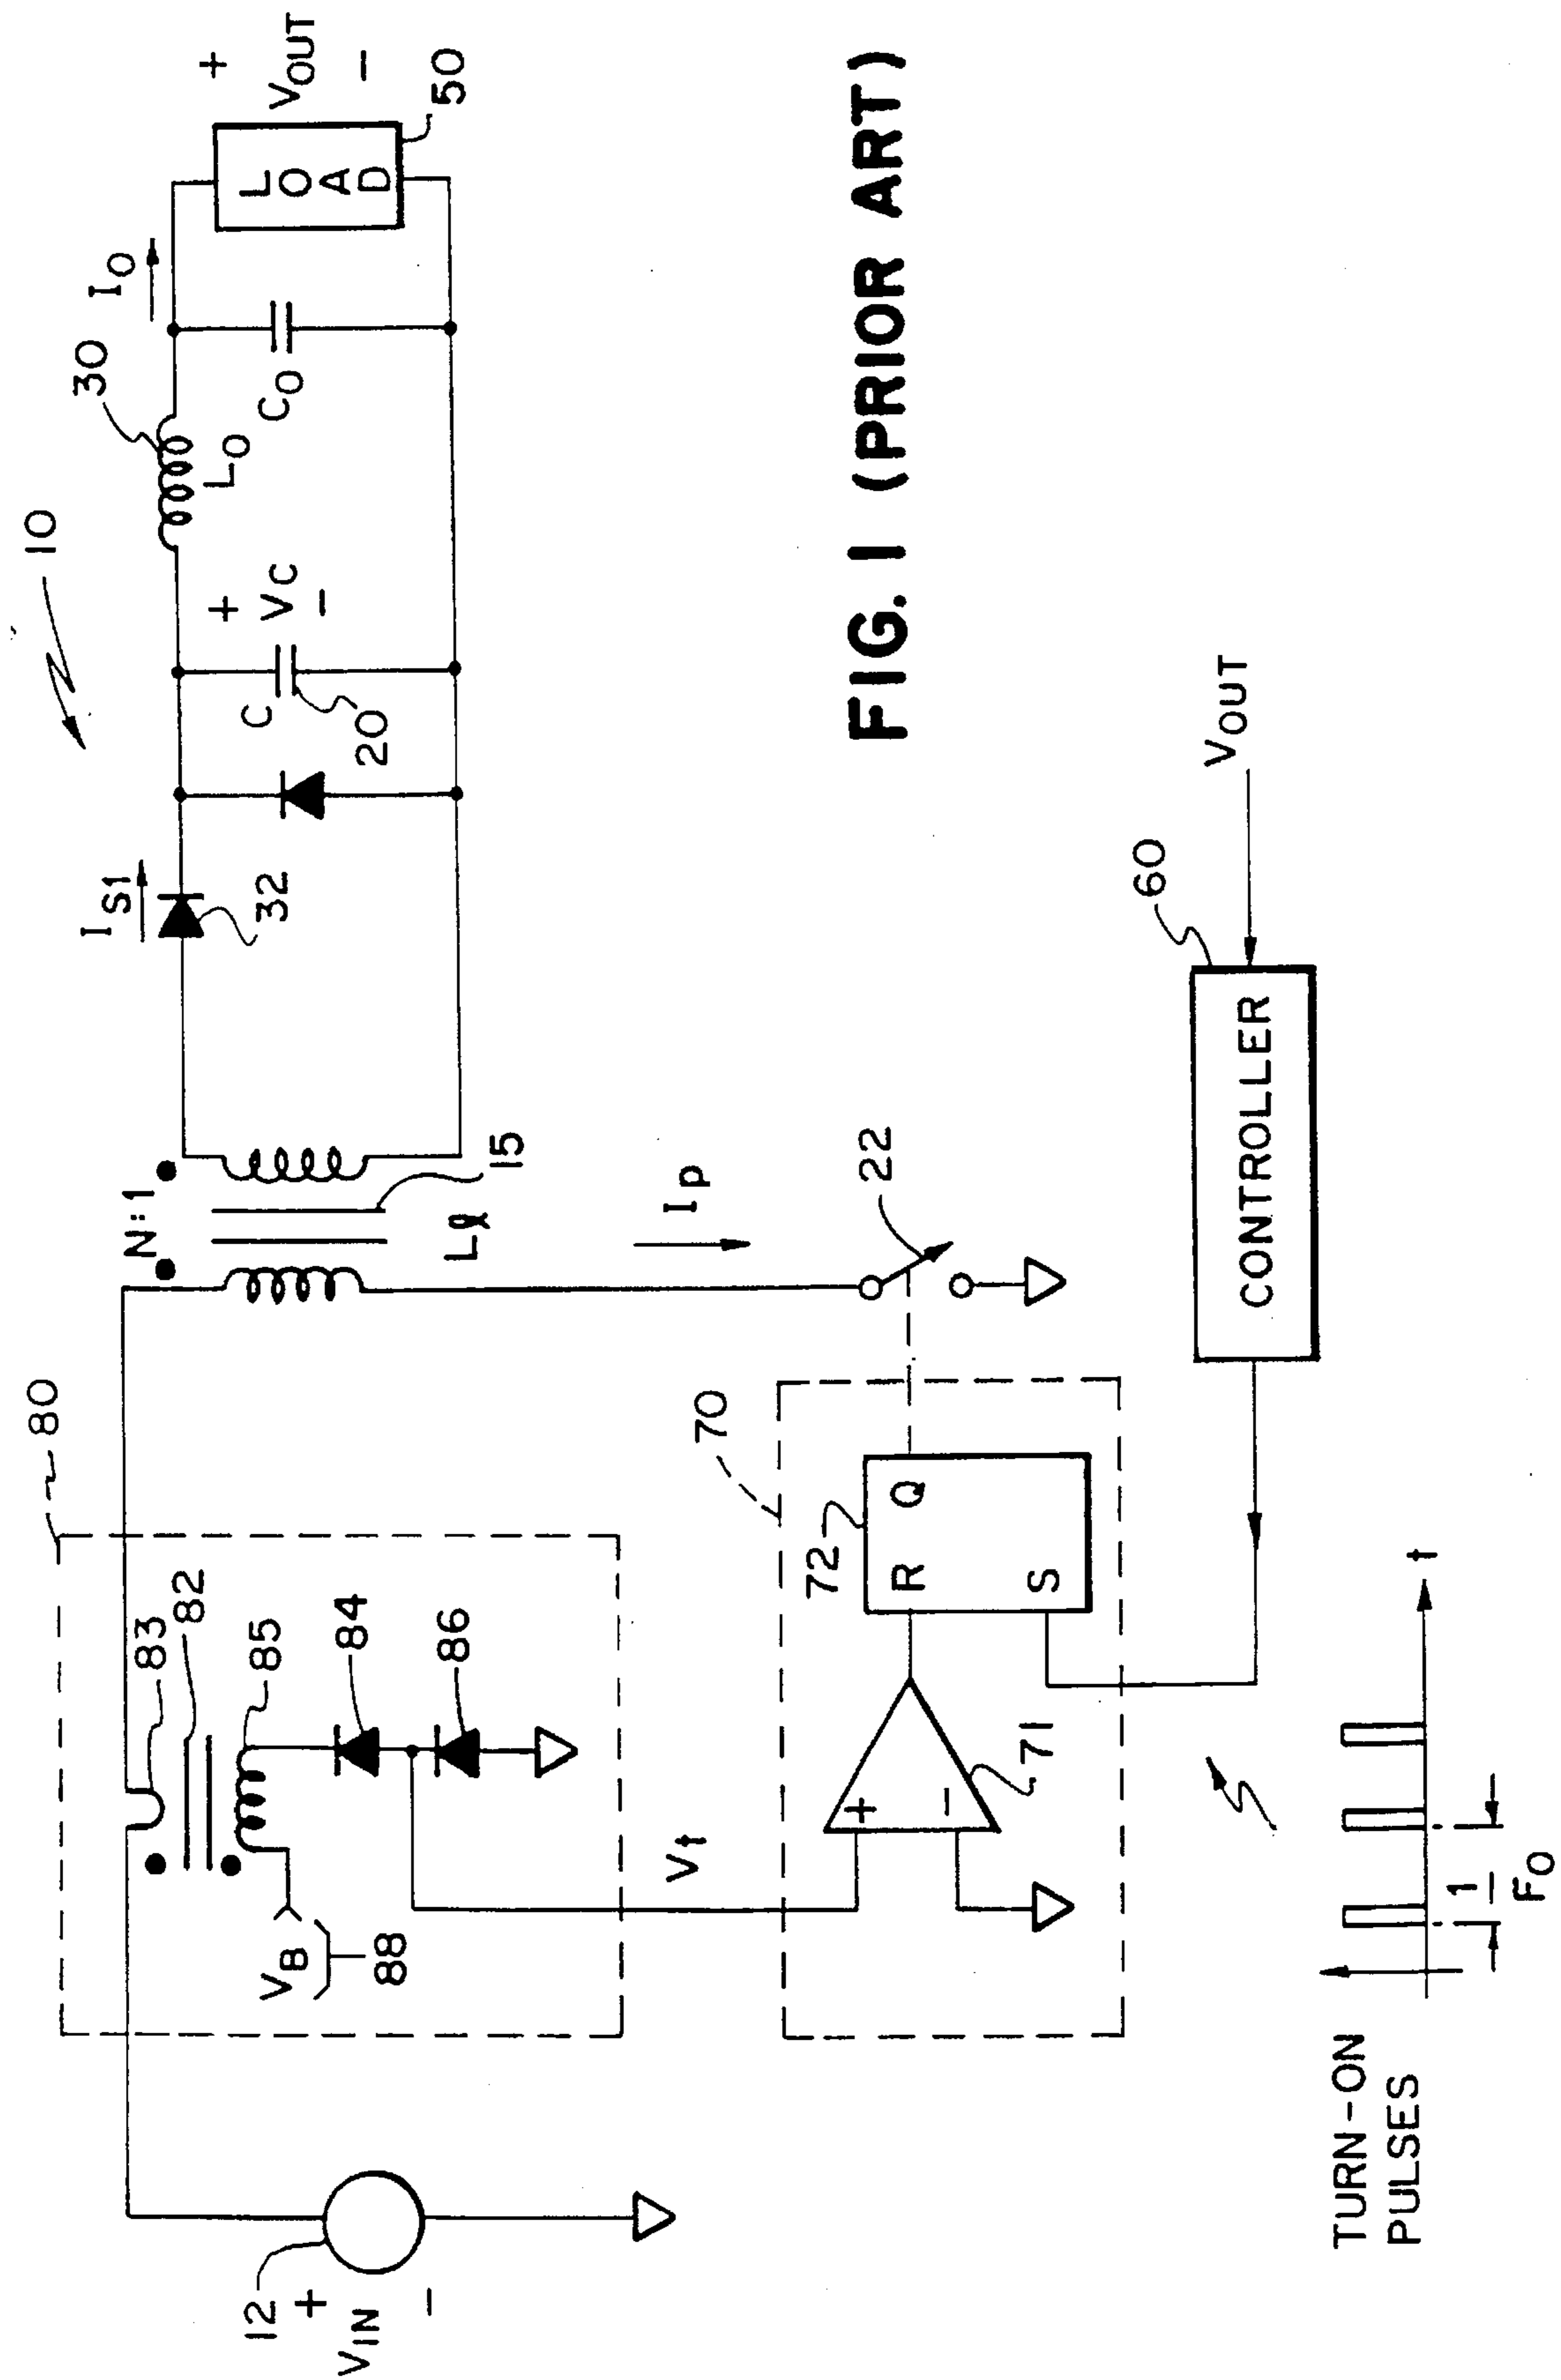 10
80
N:1
IS1
30
IO
+
VOUT
−
12
+
VIN
−
83
82
85
84
86
VB
88
Lℓ
15
32
C
20
+
VC
−
LO
CO
LOAD
50
Vt
70
Ip
22
+
−
71
72
R
Q
S
60
CONTROLLER
VOUT
TURN-ON
PULSES
1
FO
t
FIG. 1 (PRIOR ART)